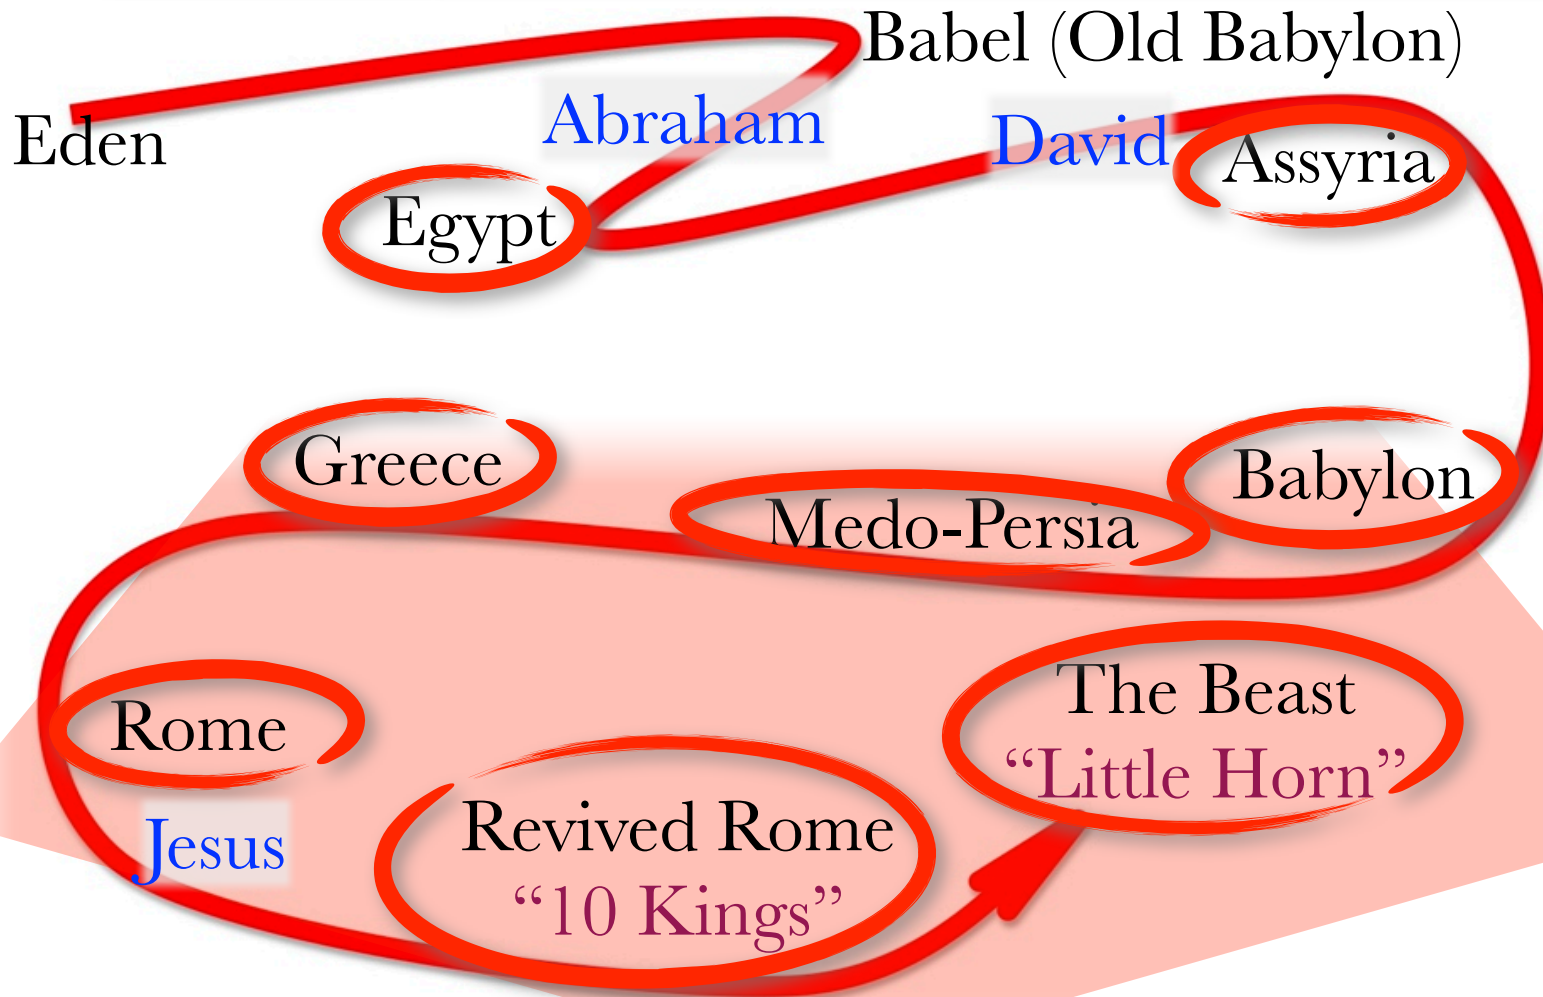 Eden
Babel (Old Babylon)
Abraham
Egypt
David
Assyria
Babylon
Medo-Persia
Greece
Rome
Jesus
Revived Rome
“10 Kings”
The Beast
“Little Horn”